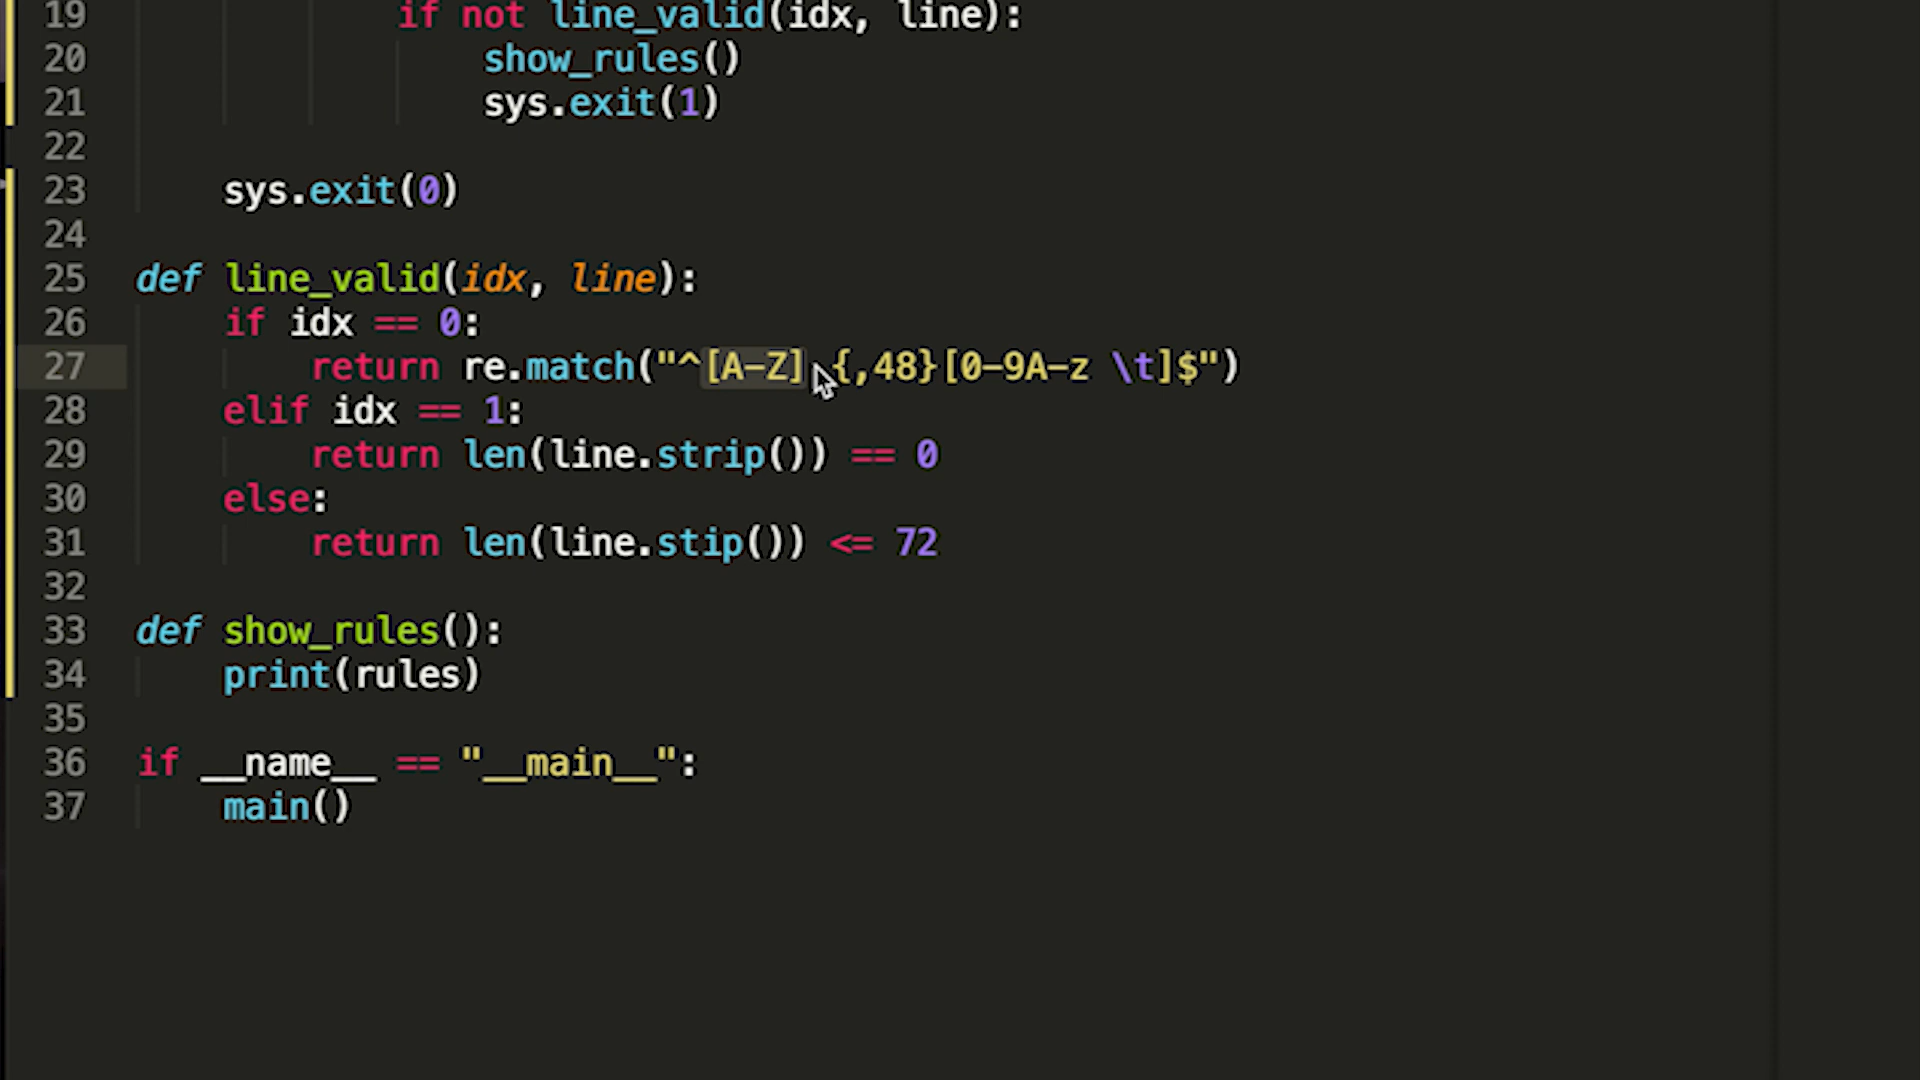 19 if not line_valid(idx, line):
20 show_rules()
21 sys.exit(1)
22
23 sys.exit(0)
24
25 def line_valid(idx, line):
26 if idx == 0:
27 return re.match("^[A-Z].{,48}[0-9A-z \t]$")
28 elif idx == 1:
29 return len(line.strip()) == 0
30 else:
31 return len(line.stip()) <= 72
32
33 def show_rules():
34 print(rules)
35
36 if __name__ == "__main__":
37 main()